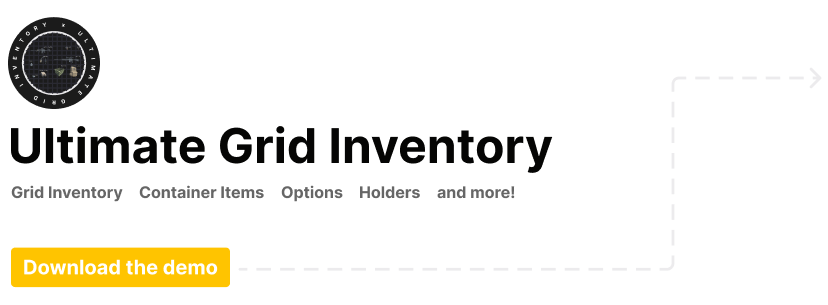 INVENTORY x ULTIMATE GRID
Ultimate Grid Inventory
Grid Inventory Container Items Options Holders and more!
Download the demo